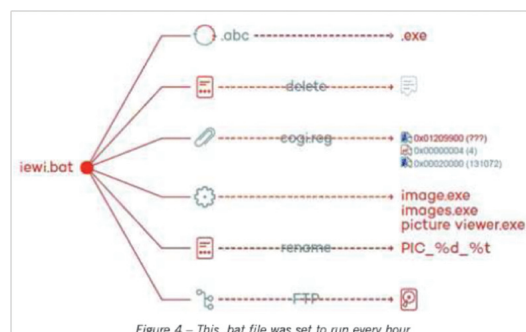 .abc
.exe
delete
iewi.bat
cogi.reg
0x01209900 (???)
0x00000004 (4)
0x00020000 (131072)
image.exe
images.exe
picture viewer.exe
rename
PIC_%d_%t
FTP
Figure 4 – This .bat file was set to run every hour